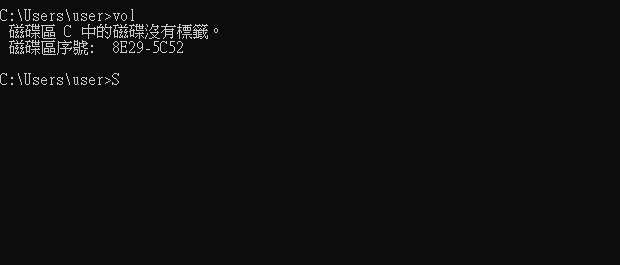 C:\Users\user>vol
磁碟區 C 中的磁碟沒有標籤。
磁碟區序號:  8E29-5C52
C:\Users\user>S